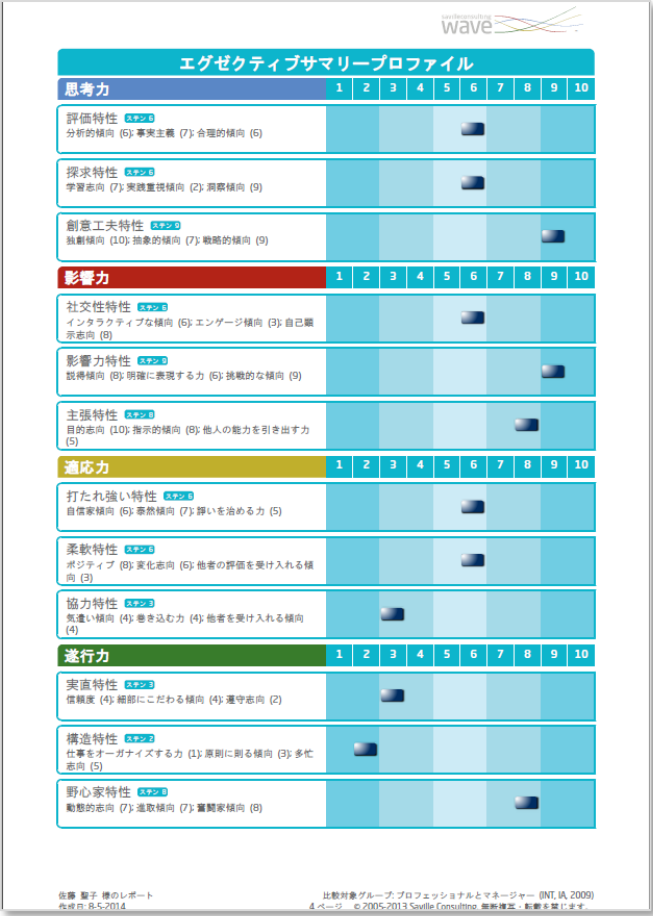 savilleconsulting
wave
エグゼクティブサマリープロファイル
思考力 1 2 3 4 5 6 7 8 9 10
評価特性 ステン 6
分析的傾向 (6); 事実主義 (7); 合理的傾向 (6)
探求特性 ステン 6
学習志向 (7); 実践重視傾向 (2); 洞察傾向 (9)
創意工夫特性 ステン 9
独創傾向 (10); 抽象的傾向 (7); 戦略的傾向 (9)
影響力 1 2 3 4 5 6 7 8 9 10
社交性特性 ステン 6
インタラクティブな傾向 (6); エンゲージ傾向 (3); 自己顕
示志向 (8)
影響力特性 ステン 9
説得傾向 (8); 明確に表現する力 (6); 挑戦的な傾向 (9)
主張特性 ステン 8
目的志向 (10); 指示的傾向 (8); 他人の能力を引き出す力
(5)
適応力 1 2 3 4 5 6 7 8 9 10
打たれ強い特性 ステン 6
自信家傾向 (6); 泰然傾向 (7); 諍いを治める力 (5)
柔軟特性 ステン 6
ポジティブ (8); 変化志向 (6); 他者の評価を受け入れる傾
向 (3)
協力特性 ステン 3
気遣い傾向 (4); 巻き込む力 (4); 他者を受け入れる傾向
(4)
遂行力 1 2 3 4 5 6 7 8 9 10
実直特性 ステン 3
信頼度 (4); 細部にこだわる傾向 (4); 遵守志向 (2)
構造特性 ステン 2
仕事をオーガナイズする力 (1); 原則に則る傾向 (3); 多忙
志向 (5)
野心家特性 ステン 8
動態的志向 (7); 進取傾向 (7); 奮闘家傾向 (8)
佐藤 聖子 様のレポート 比較対象グループ: プロフェッショナルとマネージャー (INT, IA, 2009)
作成日: 8-5-2014 4 ページ © 2005-2013 Saville Consulting. 無断複写・転載を禁じます。